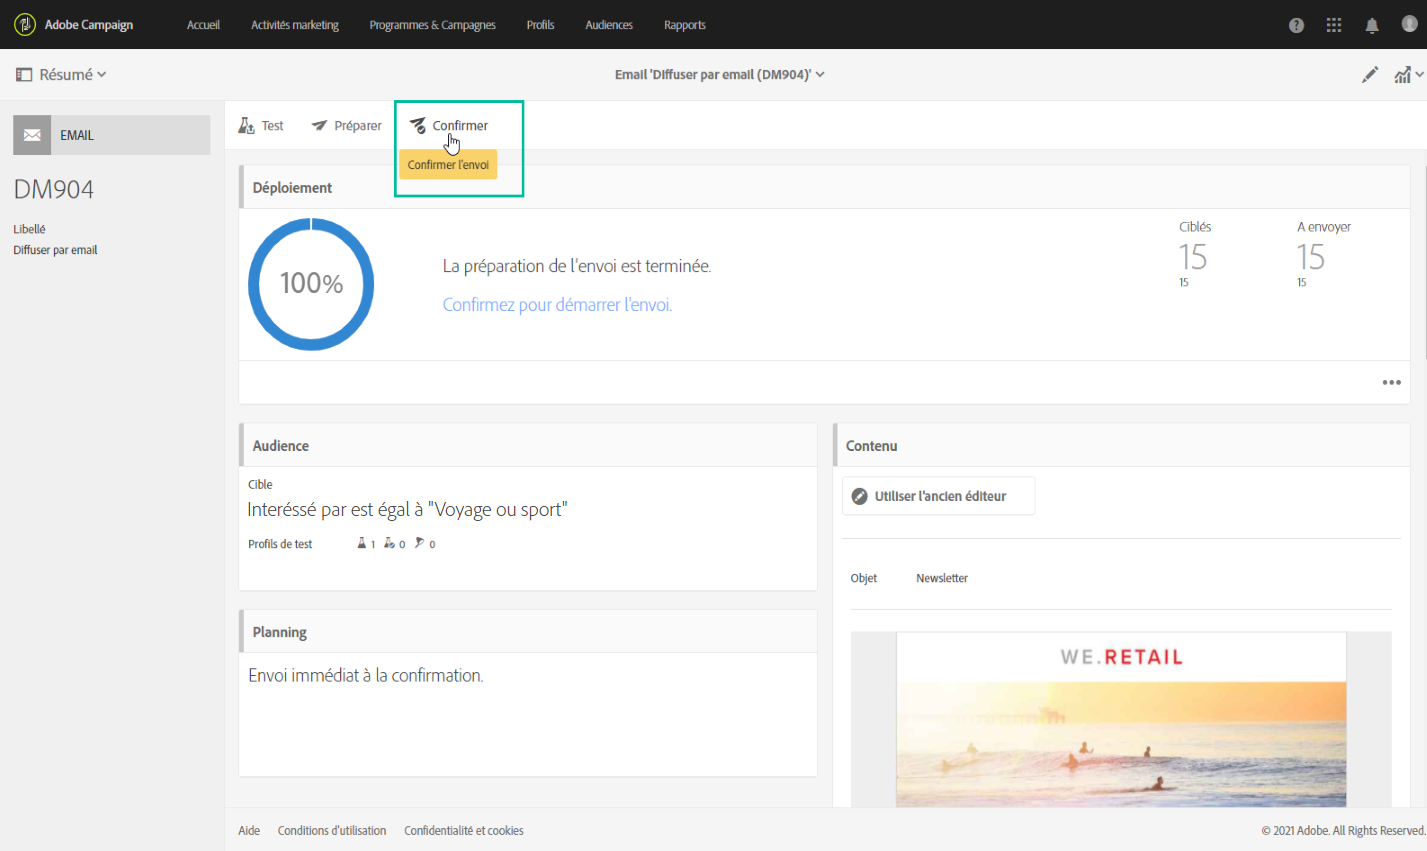 Adobe Campaign Accueil Activités marketing Programmes & Campagnes Profils Audiences Rapports
Résumé
Email 'DIffuser par email (DM904)'
EMAIL
DM904
Libellé
Diffuser par email
Test Préparer Confirmer
Confirmer l'envoi
Déploiement
100%
La préparation de l'envoi est terminée.
Confirmez pour démarrer l'envoi.
Ciblés A envoyer
15 15
15 15
Audience
Cible
Interéssé par est égal à "Voyage ou sport"
Profils de test 1 0 0
Planning
Envoi immédiat à la confirmation.
Contenu
Utiliser l'ancien éditeur
Objet Newsletter
WE.RETAIL
Aide Conditions d'utilisation Confidentialité et cookies © 2021 Adobe. All Rights Reserved.